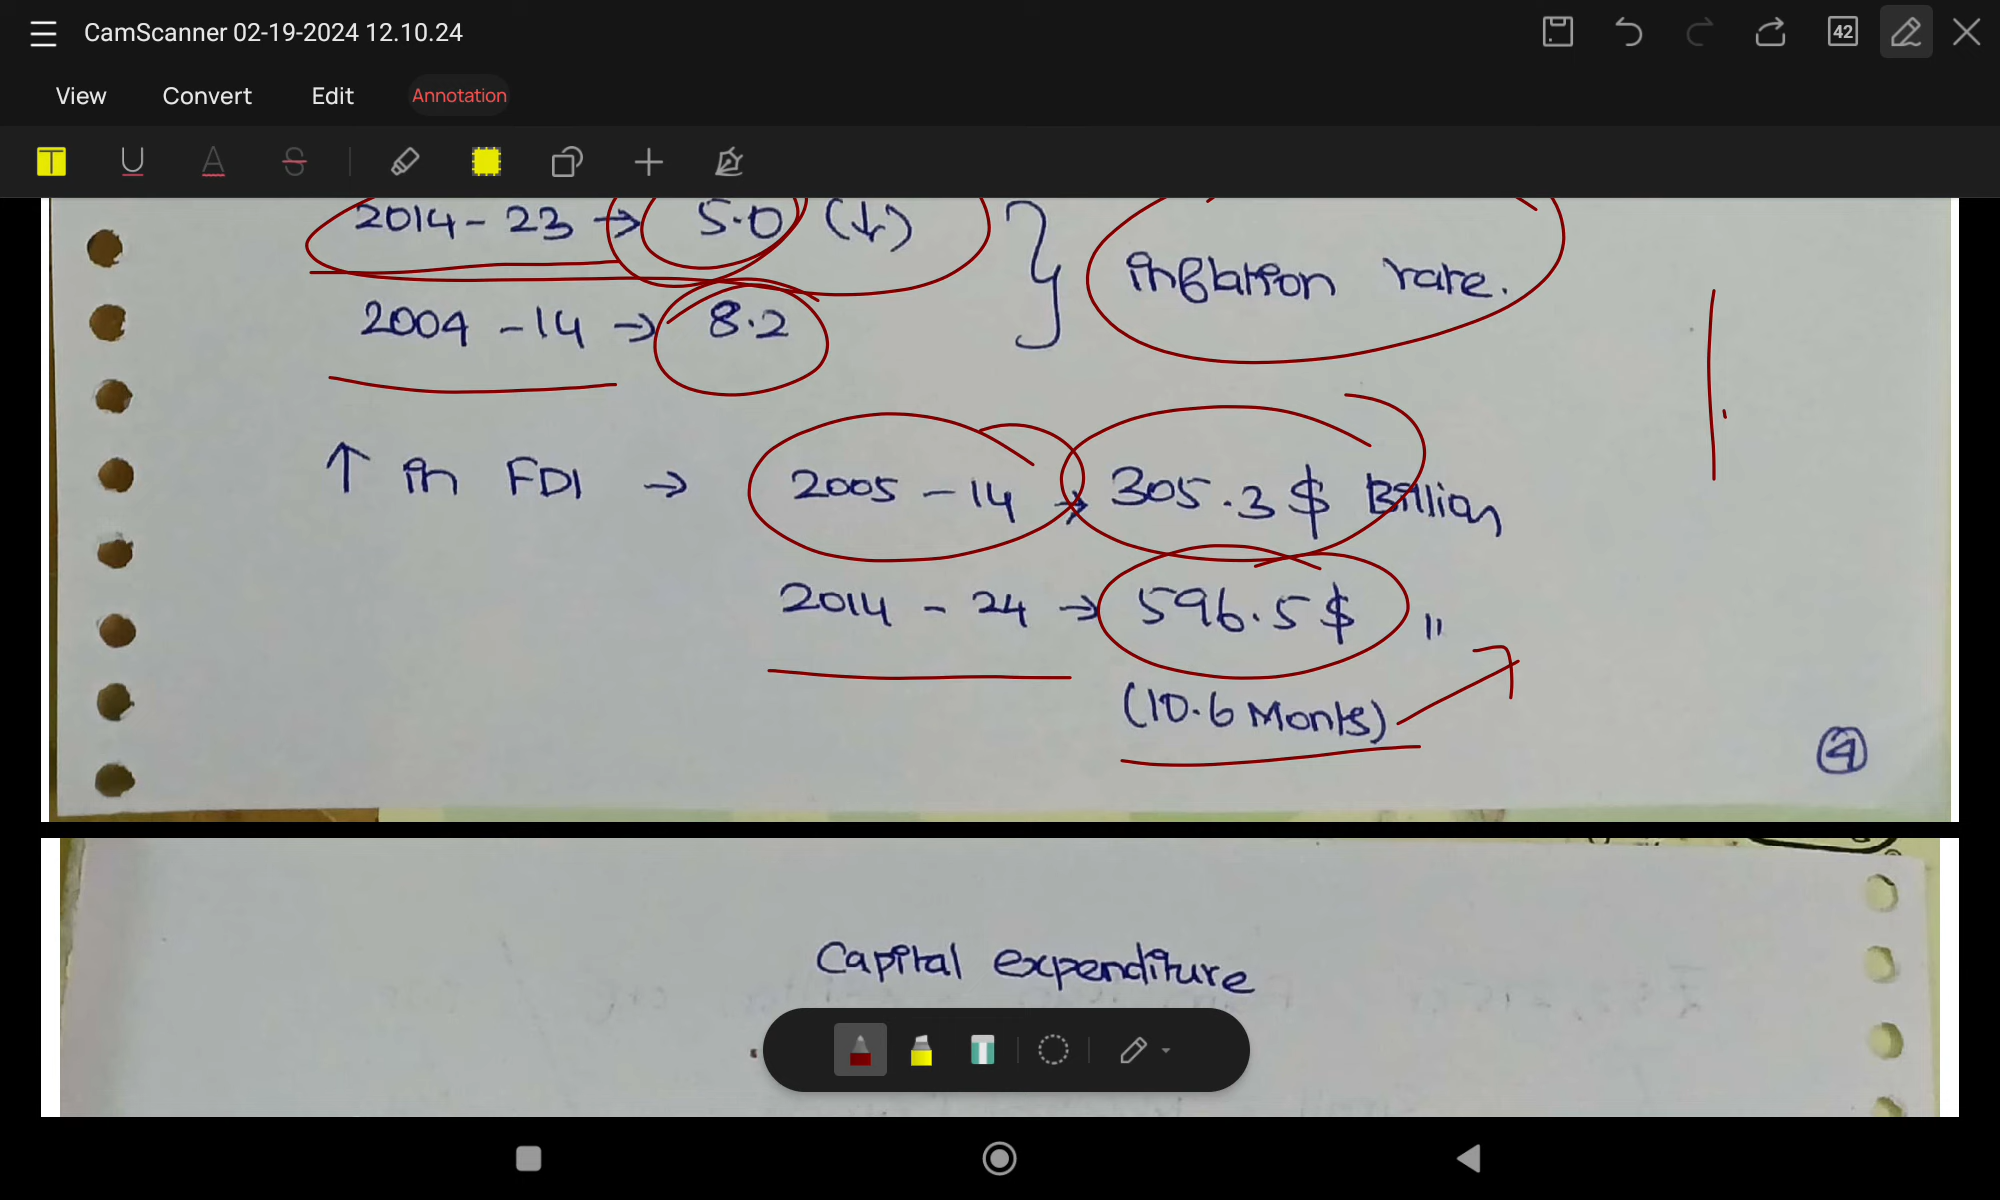 CamScanner 02-19-2024 12.10.24
42
View Convert Edit Annotation
T U A S
2014 - 23 → 5.0 (↓)
inflation rate.
2004 - 14 → 8.2
↑ in FDI → 2005 - 14 → 305.3 $ Billion
2014 - 24 → 596.5 $ "
(10.6 Monts)
4
Capital expenditure